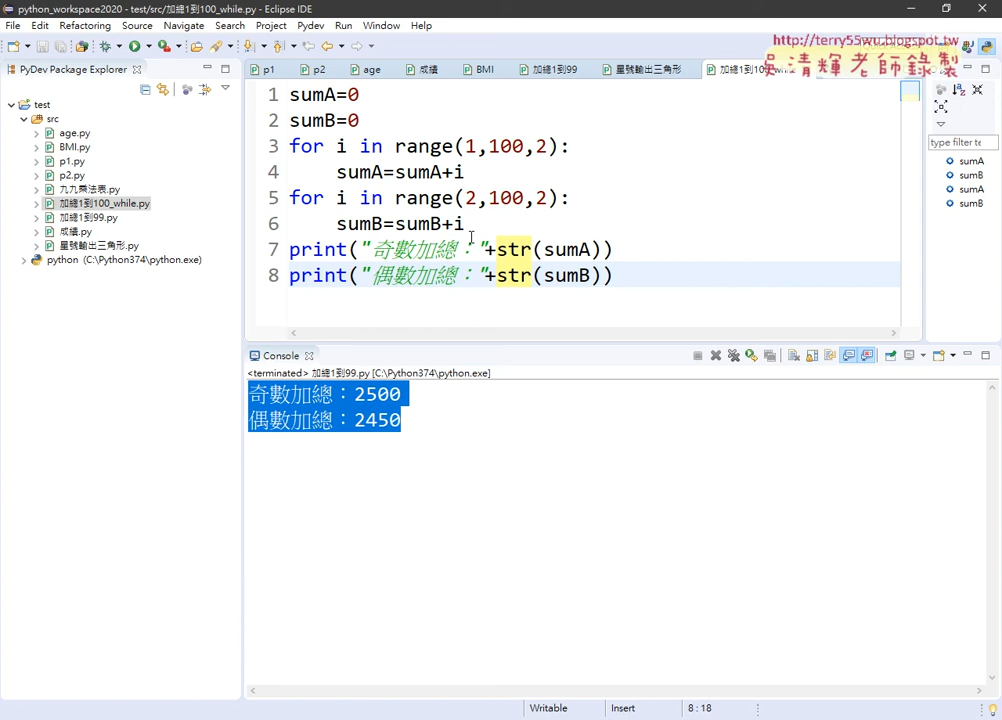 python_workspace2020 - test/src/加總1到100_while.py - Eclipse IDE
File Edit Refactoring Source Navigate Search Project Pydev Run Window Help
http://terry55wu.blogspot.tw
吳清輝老師錄製
PyDev Package Explorer
test
src
age.py
BMI.py
p1.py
p2.py
九九乘法表.py
加總1到100_while.py
加總1到99.py
成績.py
星號輸出三角形.py
python (C:\Python374\python.exe)
p1 p2 age 成績 BMI 加總1到99 星號輸出三角形 加總1到10
1 sumA=0
2 sumB=0
3 for i in range(1,100,2):
4 sumA=sumA+i
5 for i in range(2,100,2):
6 sumB=sumB+i
7 print("奇數加總："+str(sumA))
8 print("偶數加總："+str(sumB))
type filter te
sumA
sumB
sumA
sumB
Console
<terminated> 加總1到99.py [C:\Python374\python.exe]
奇數加總：2500
偶數加總：2450
Writable Insert 8 : 18